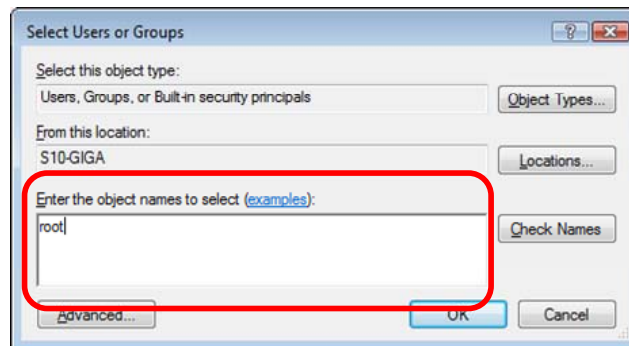 Select Users or Groups
Select this object type:
Users, Groups, or Built-in security principals
Object Types...
From this location:
S10-GIGA
Locations...
Enter the object names to select (examples):
root
Check Names
Advanced...
OK
Cancel